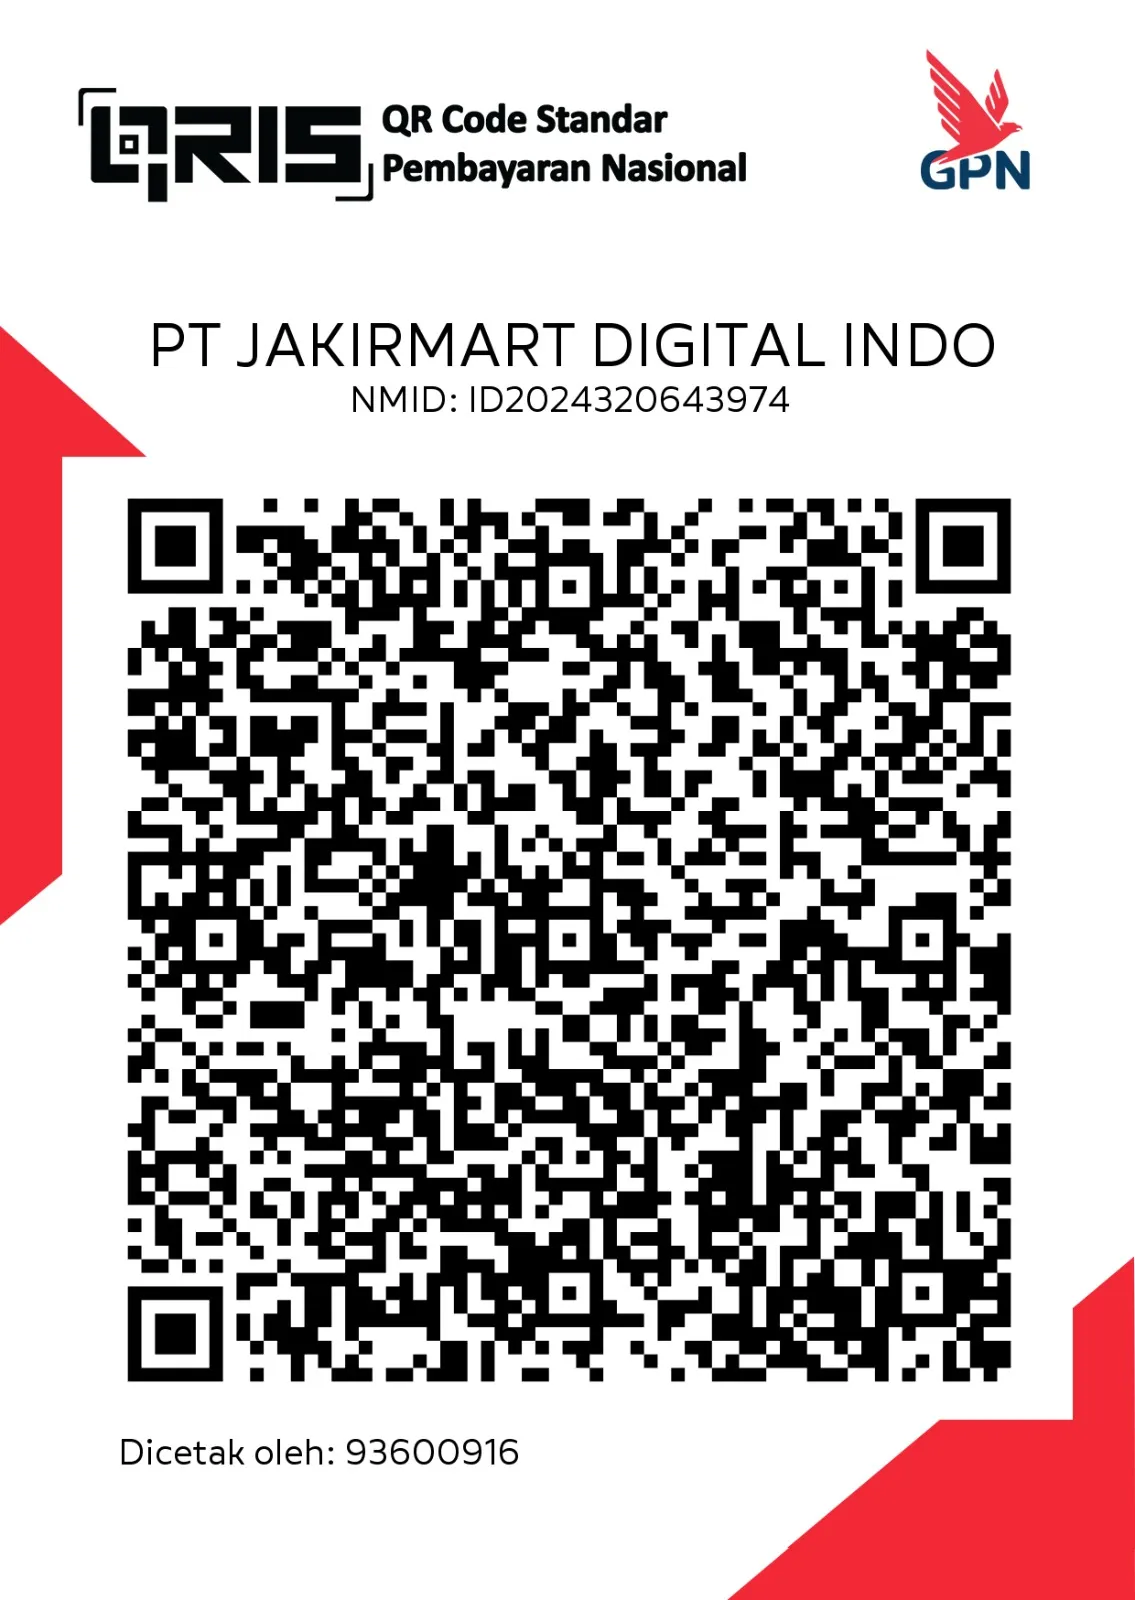 QRIS
QR Code Standar
Pembayaran Nasional
GPN
PT JAKIRMART DIGITAL INDO
NMID: ID2024320643974
Dicetak oleh: 93600916